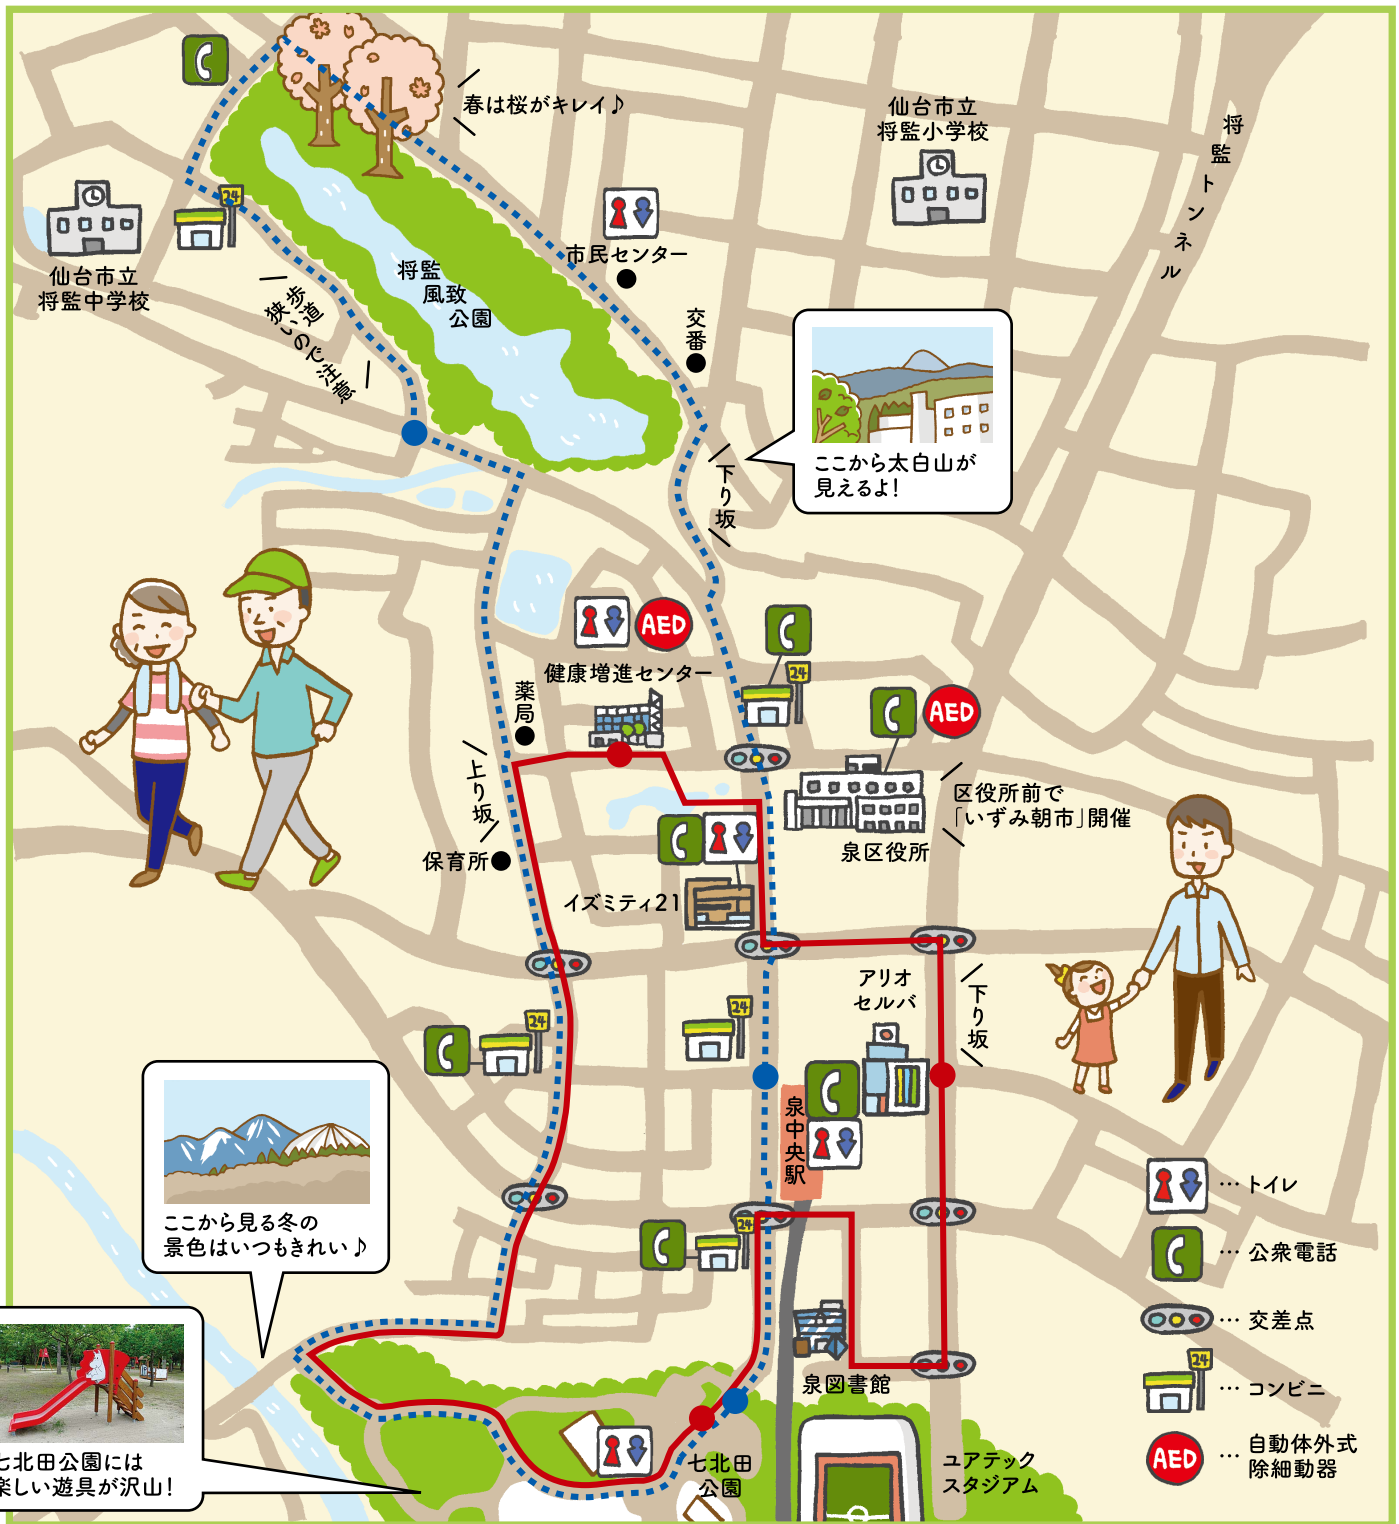 春は桜がキレイ♪
仙台市立
将監小学校
将監トンネル
24
市民センター
仙台市立
将監中学校
将監
風致
公園
歩道
狭いので注意
交番
ここから太白山が
見えるよ!
下り坂
AED
健康増進センター
24
薬局
AED
上り坂
区役所前で
「いずみ朝市」開催
泉区役所
保育所
イズミティ21
アリオ
セルバ
下り坂
24
24
泉中央駅
ここから見る冬の
景色はいつもきれい♪
24
トイレ
公衆電話
交差点
24
コンビニ
泉図書館
七北田公園には
楽しい遊具が沢山!
七北田
公園
ユアテック
スタジアム
AED
自動体外式
除細動器